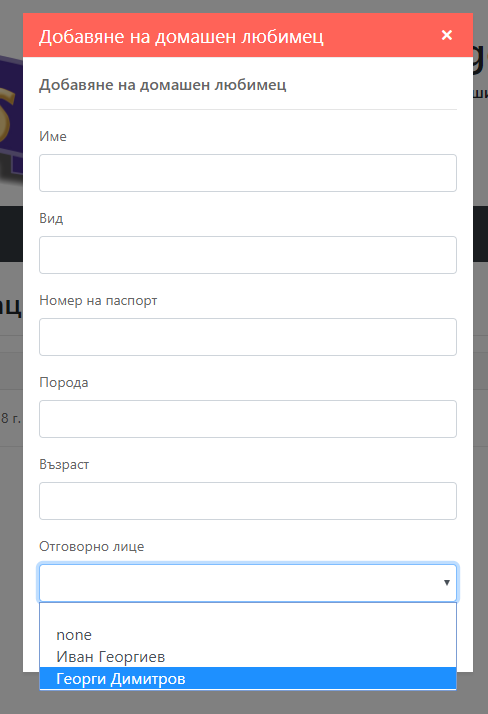 Добавяне на домашен любимец ×
Добавяне на домашен любимец
Име
Вид
Номер на паспорт
Порода
Възраст
8 г.
Отговорно лице
none
Иван Георгиев
Георги Димитров